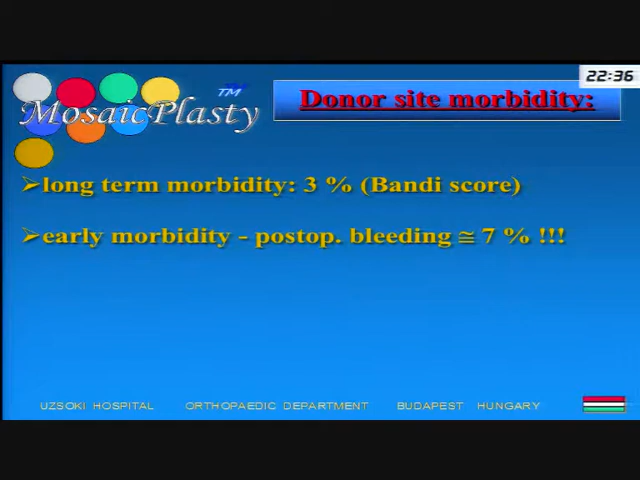 22:36
MosaicPlasty TM
Donor site morbidity:
➢long term morbidity: 3 % (Bandi score)
➢early morbidity - postop. bleeding ≅ 7 % !!!
UZSOKI HOSPITAL ORTHOPAEDIC DEPARTMENT BUDAPEST HUNGARY